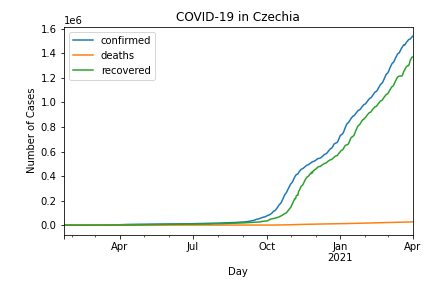 COVID-19 in Czechia
1e6
confirmed
deaths
recovered
1.6
1.4
1.2
1.0
0.8
0.6
0.4
0.2
0.0
Number of Cases
Apr
Jul
Oct
Jan
2021
Apr
Day